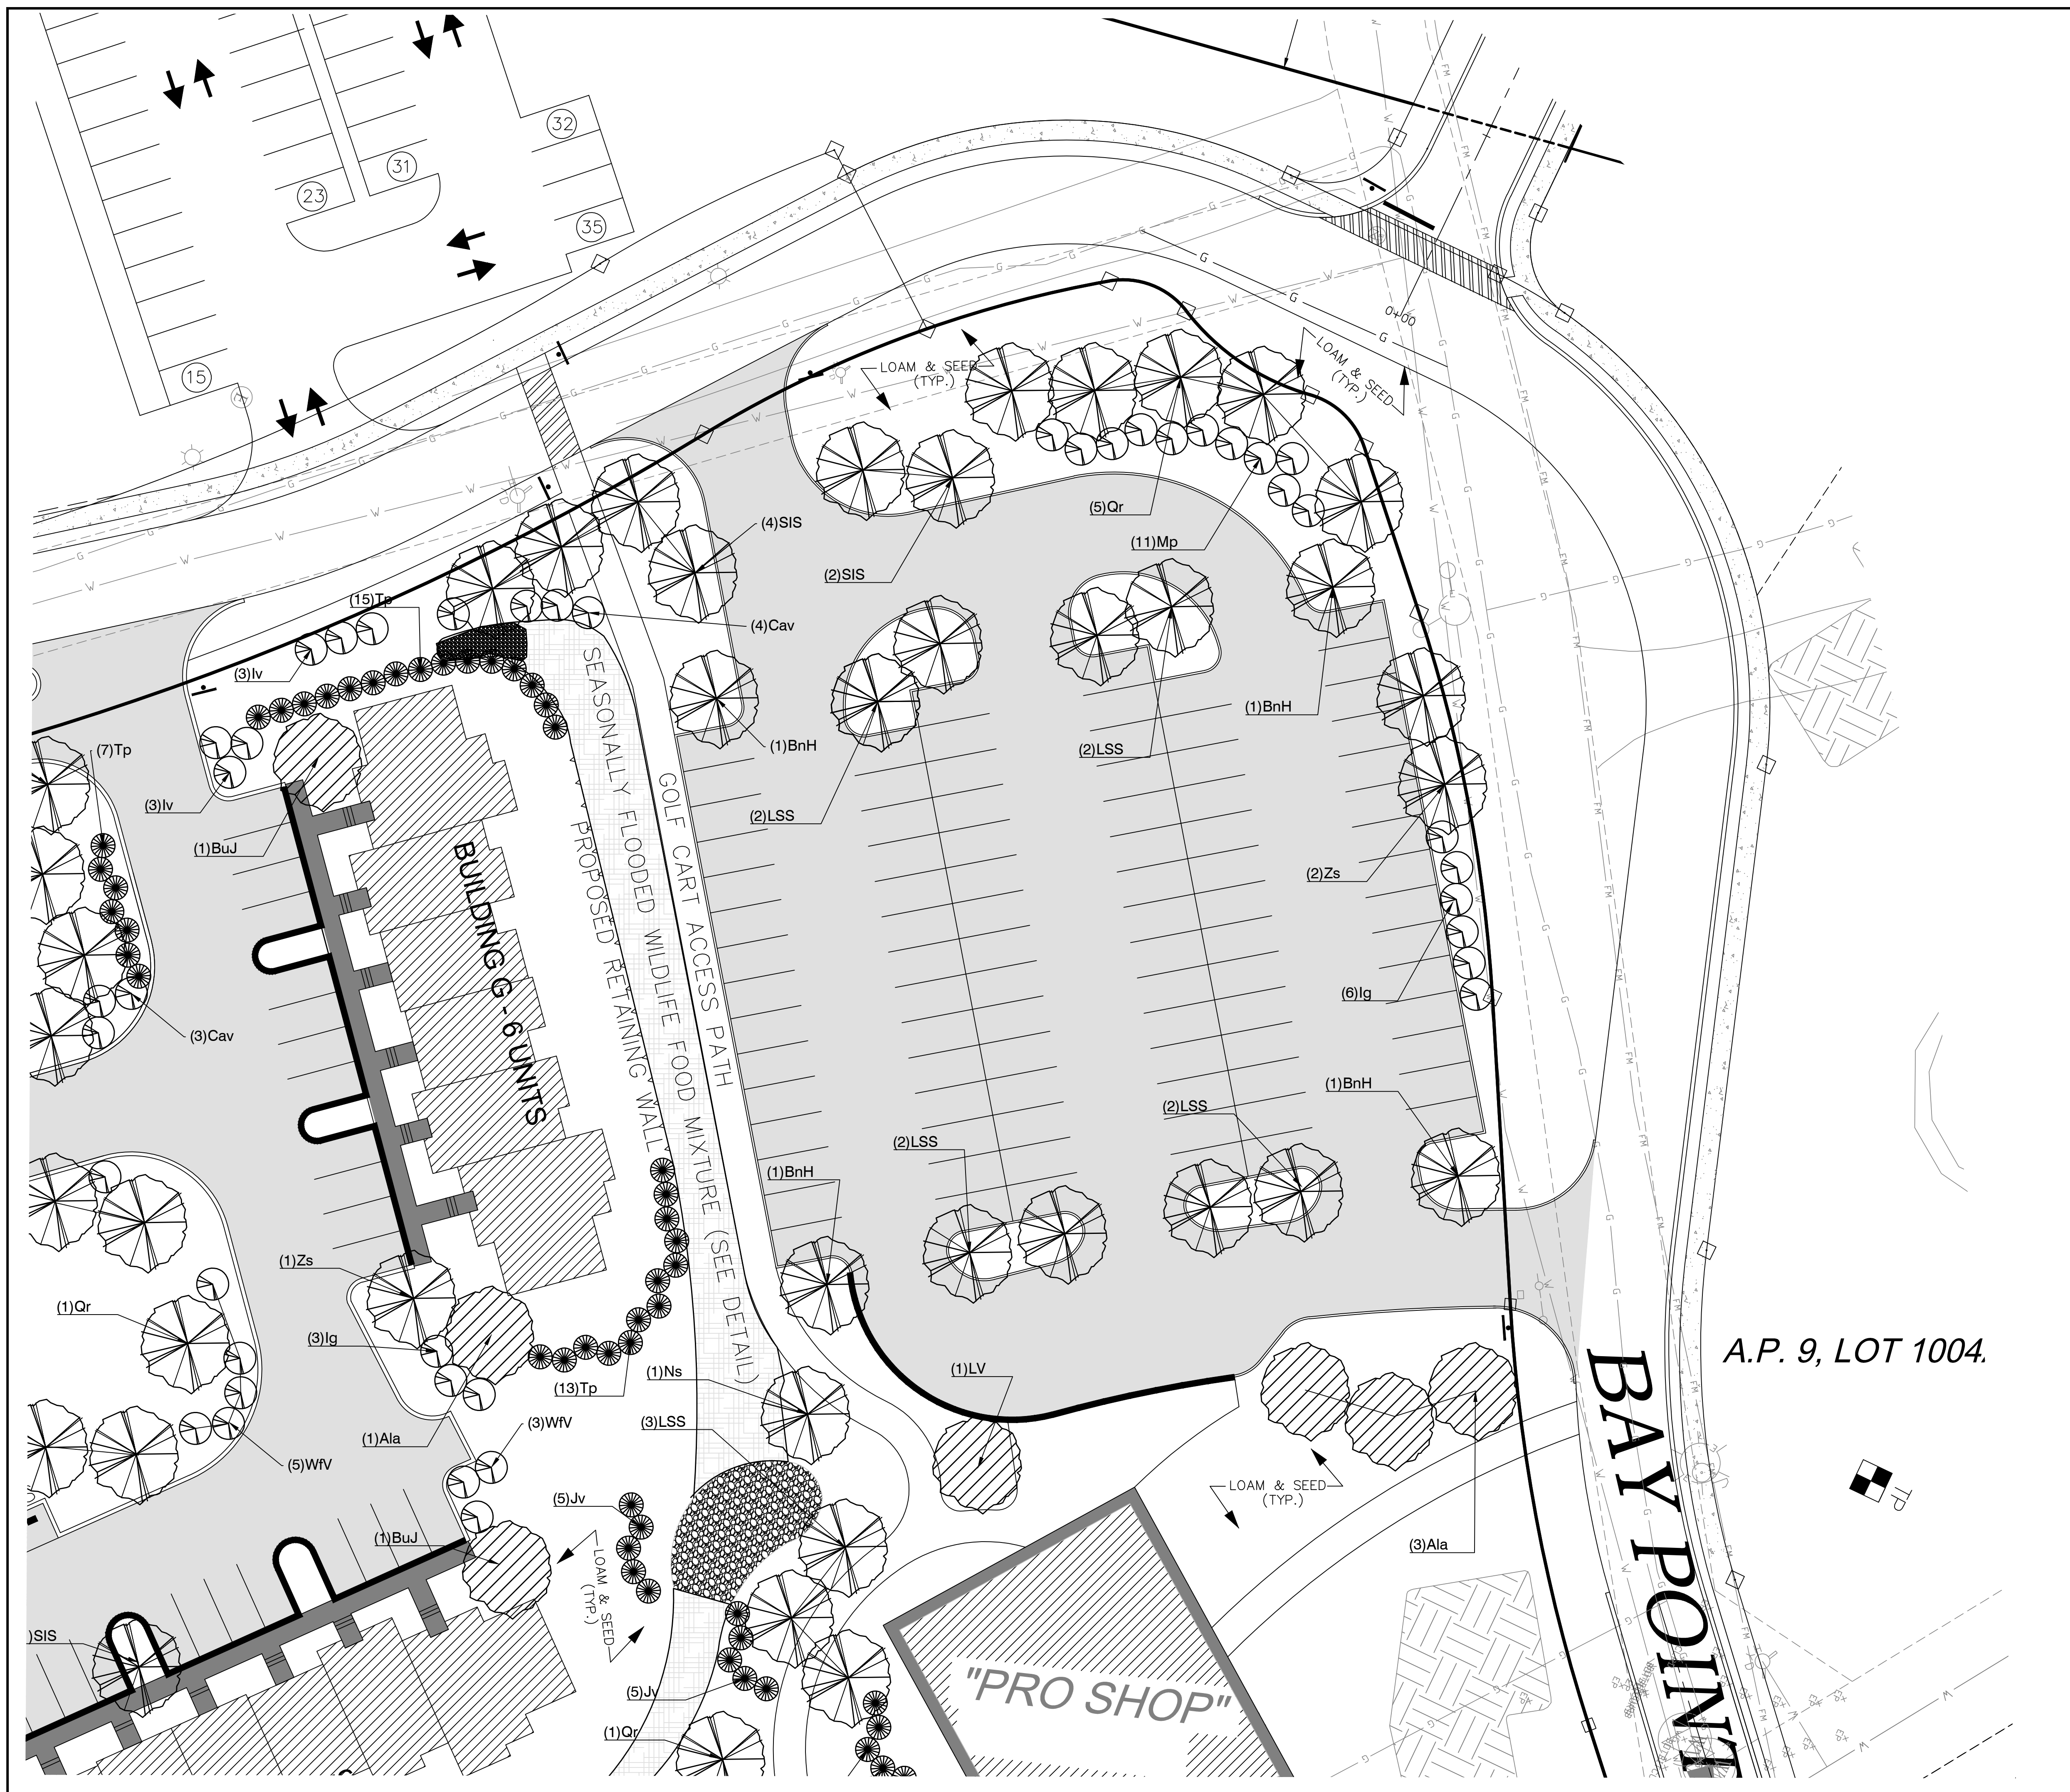 32
31
23
35
15
0+00
LOAM & SEED
(TYP.)
LOAM & SEED
(TYP.)
(5)Qr
(4)SIS
(11)Mp
(2)SIS
(15)Tp
(4)Cav
(3)Iv
(1)BnH
(1)BnH
(7)Tp
(2)LSS
(3)Iv
(2)LSS
(1)BuJ
(2)Zs
SEASONALLY FLOODED WILDLIFE FOOD MIXTURE (SEE DETAIL)
GOLF CART ACCESS PATH
PROPOSED RETAINING WALL
BUILDING G - 6 UNITS
(6)Ig
(3)Cav
(1)BnH
(2)LSS
(2)LSS
(1)BnH
(1)Zs
(1)Qr
(3)Ig
A.P. 9, LOT 1004
(1)Ns
(1)LV
(13)Tp
(3)WfV
(3)LSS
(1)Ala
(5)WfV
LOAM & SEED
(TYP.)
(5)Jv
(1)BuJ
(3)Ala
LOAM & SEED
(TYP.)
BAY POINT
TP
)SIS
(5)Jv
"PRO SHOP"
(1)Qr
G
W
FM